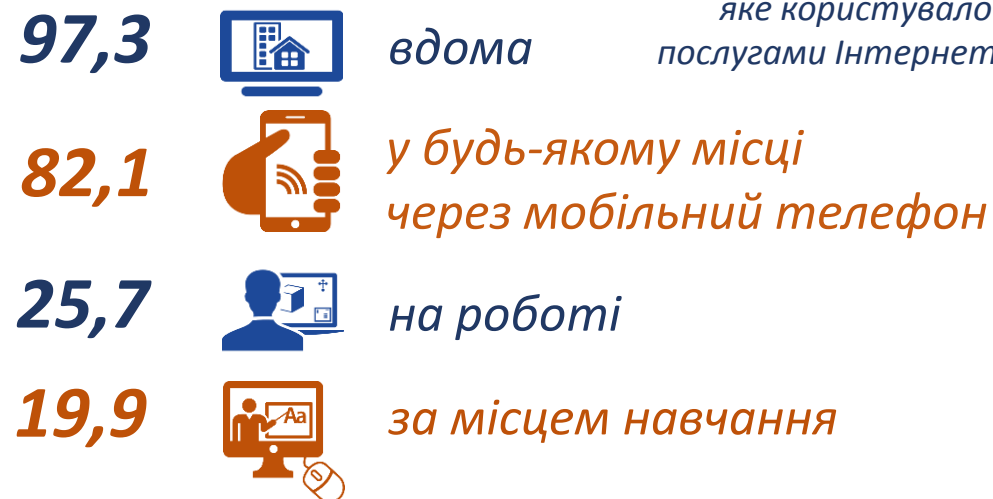 яке користувало
послугами Інтернет
97,3 вдома
82,1 у будь-якому місці
через мобільний телефон
25,7 на роботі
19,9 за місцем навчання
Aa